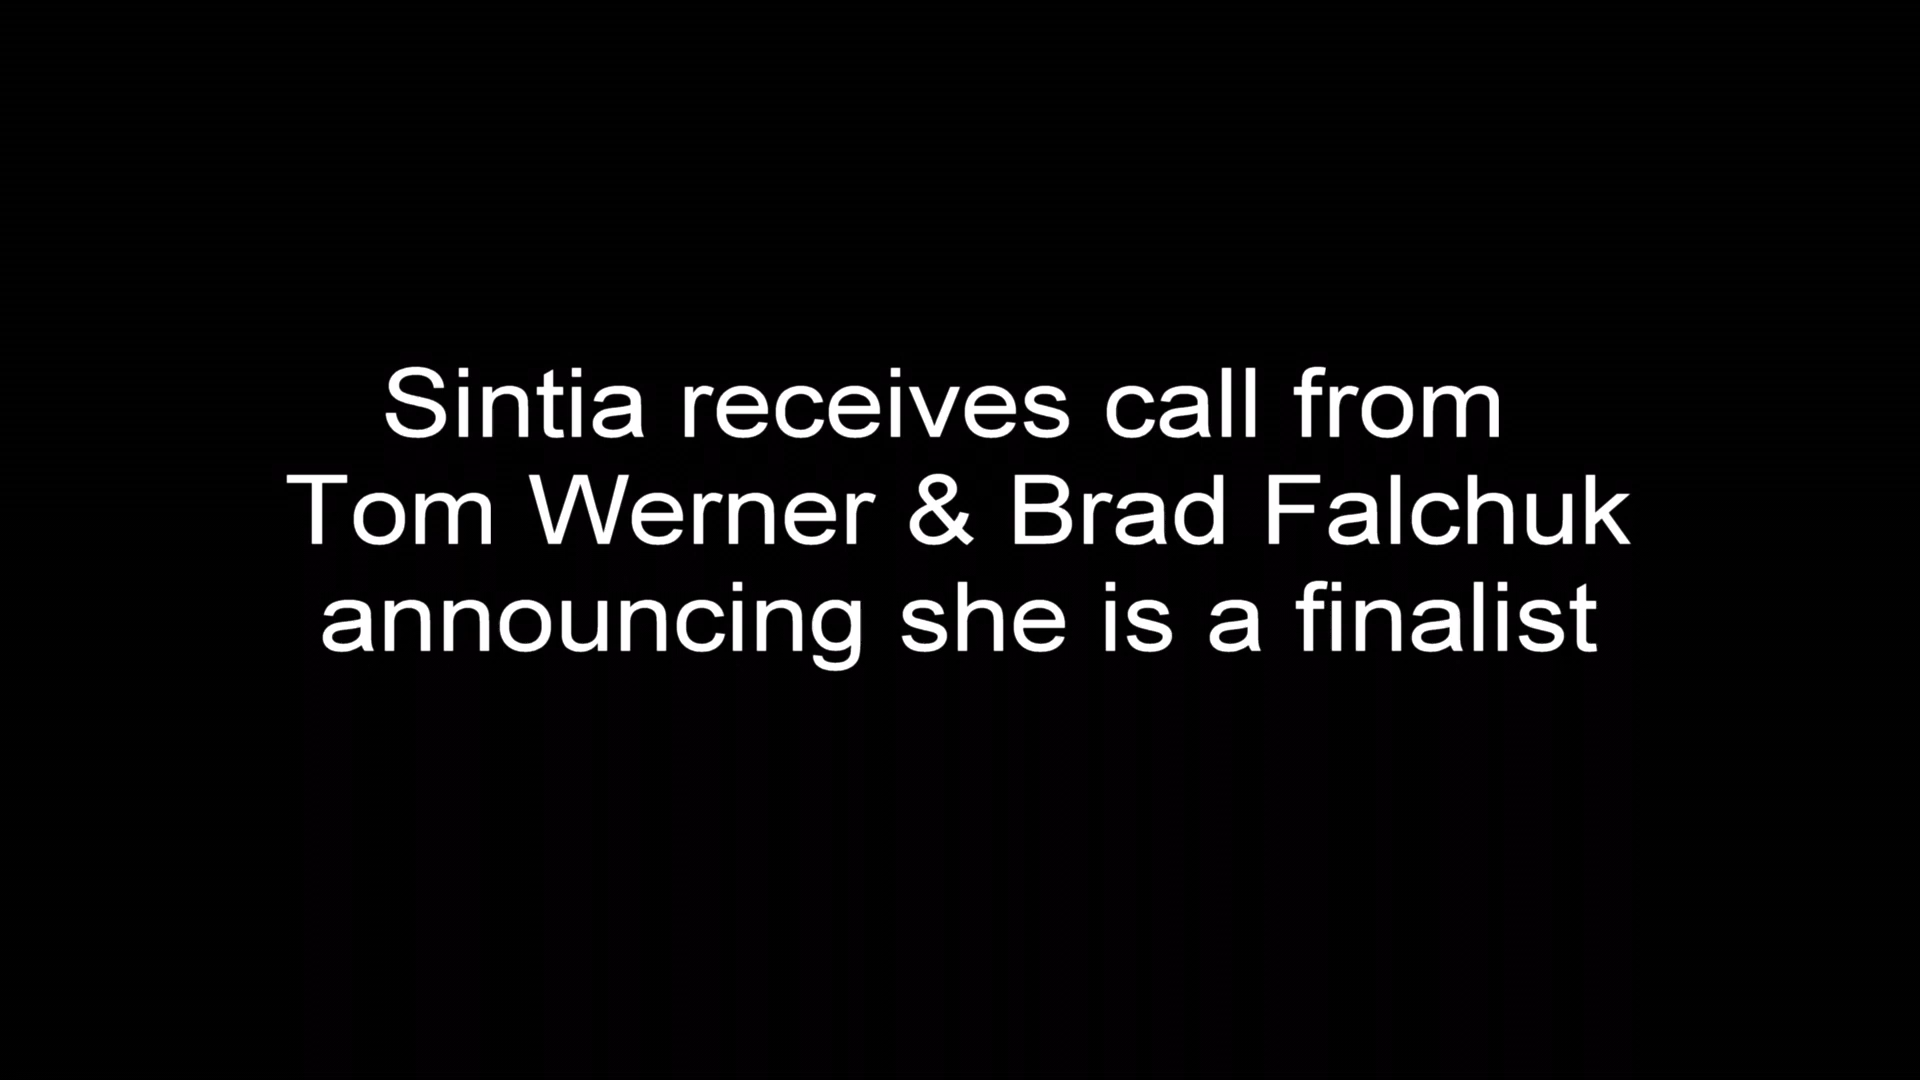 Sintia receives call from
Tom Werner & Brad Falchuk
announcing she is a finalist